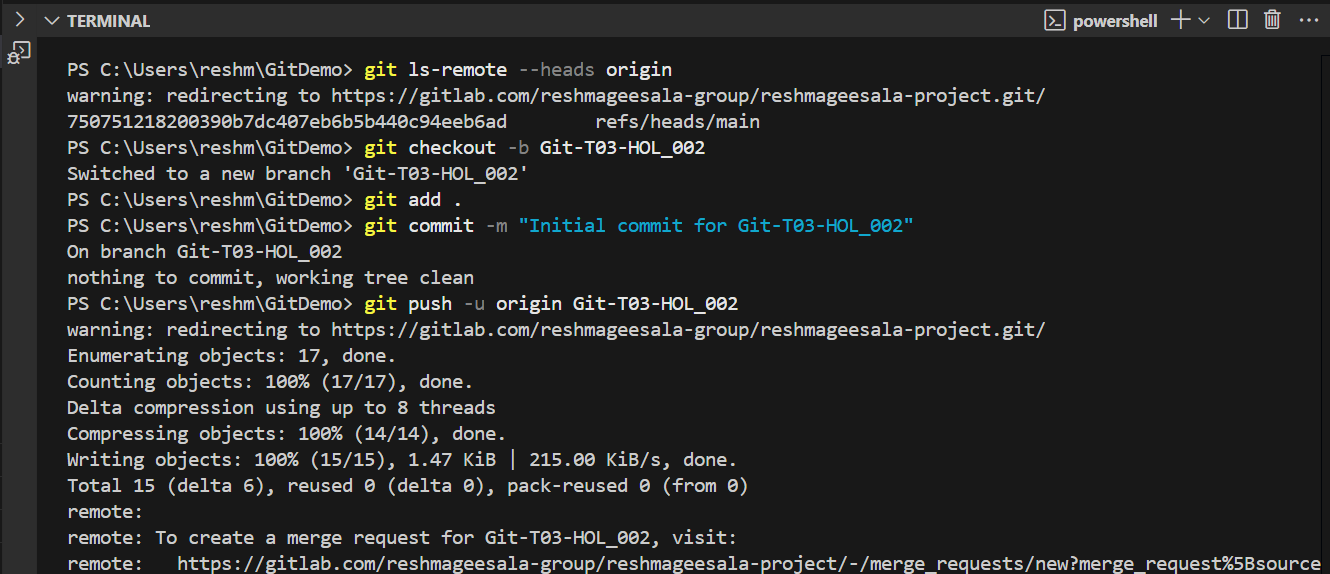 TERMINAL
powershell
PS C:\Users\reshm\GitDemo> git ls-remote --heads origin
warning: redirecting to https://gitlab.com/reshmageesala-group/reshmageesala-project.git/
750751218200390b7dc407eb6b5b440c94eeb6ad        refs/heads/main
PS C:\Users\reshm\GitDemo> git checkout -b Git-T03-HOL_002
Switched to a new branch 'Git-T03-HOL_002'
PS C:\Users\reshm\GitDemo> git add .
PS C:\Users\reshm\GitDemo> git commit -m "Initial commit for Git-T03-HOL_002"
On branch Git-T03-HOL_002
nothing to commit, working tree clean
PS C:\Users\reshm\GitDemo> git push -u origin Git-T03-HOL_002
warning: redirecting to https://gitlab.com/reshmageesala-group/reshmageesala-project.git/
Enumerating objects: 17, done.
Counting objects: 100% (17/17), done.
Delta compression using up to 8 threads
Compressing objects: 100% (14/14), done.
Writing objects: 100% (15/15), 1.47 KiB | 215.00 KiB/s, done.
Total 15 (delta 6), reused 0 (delta 0), pack-reused 0 (from 0)
remote:
remote: To create a merge request for Git-T03-HOL_002, visit:
remote:   https://gitlab.com/reshmageesala-group/reshmageesala-project/-/merge_requests/new?merge_request%5Bsource